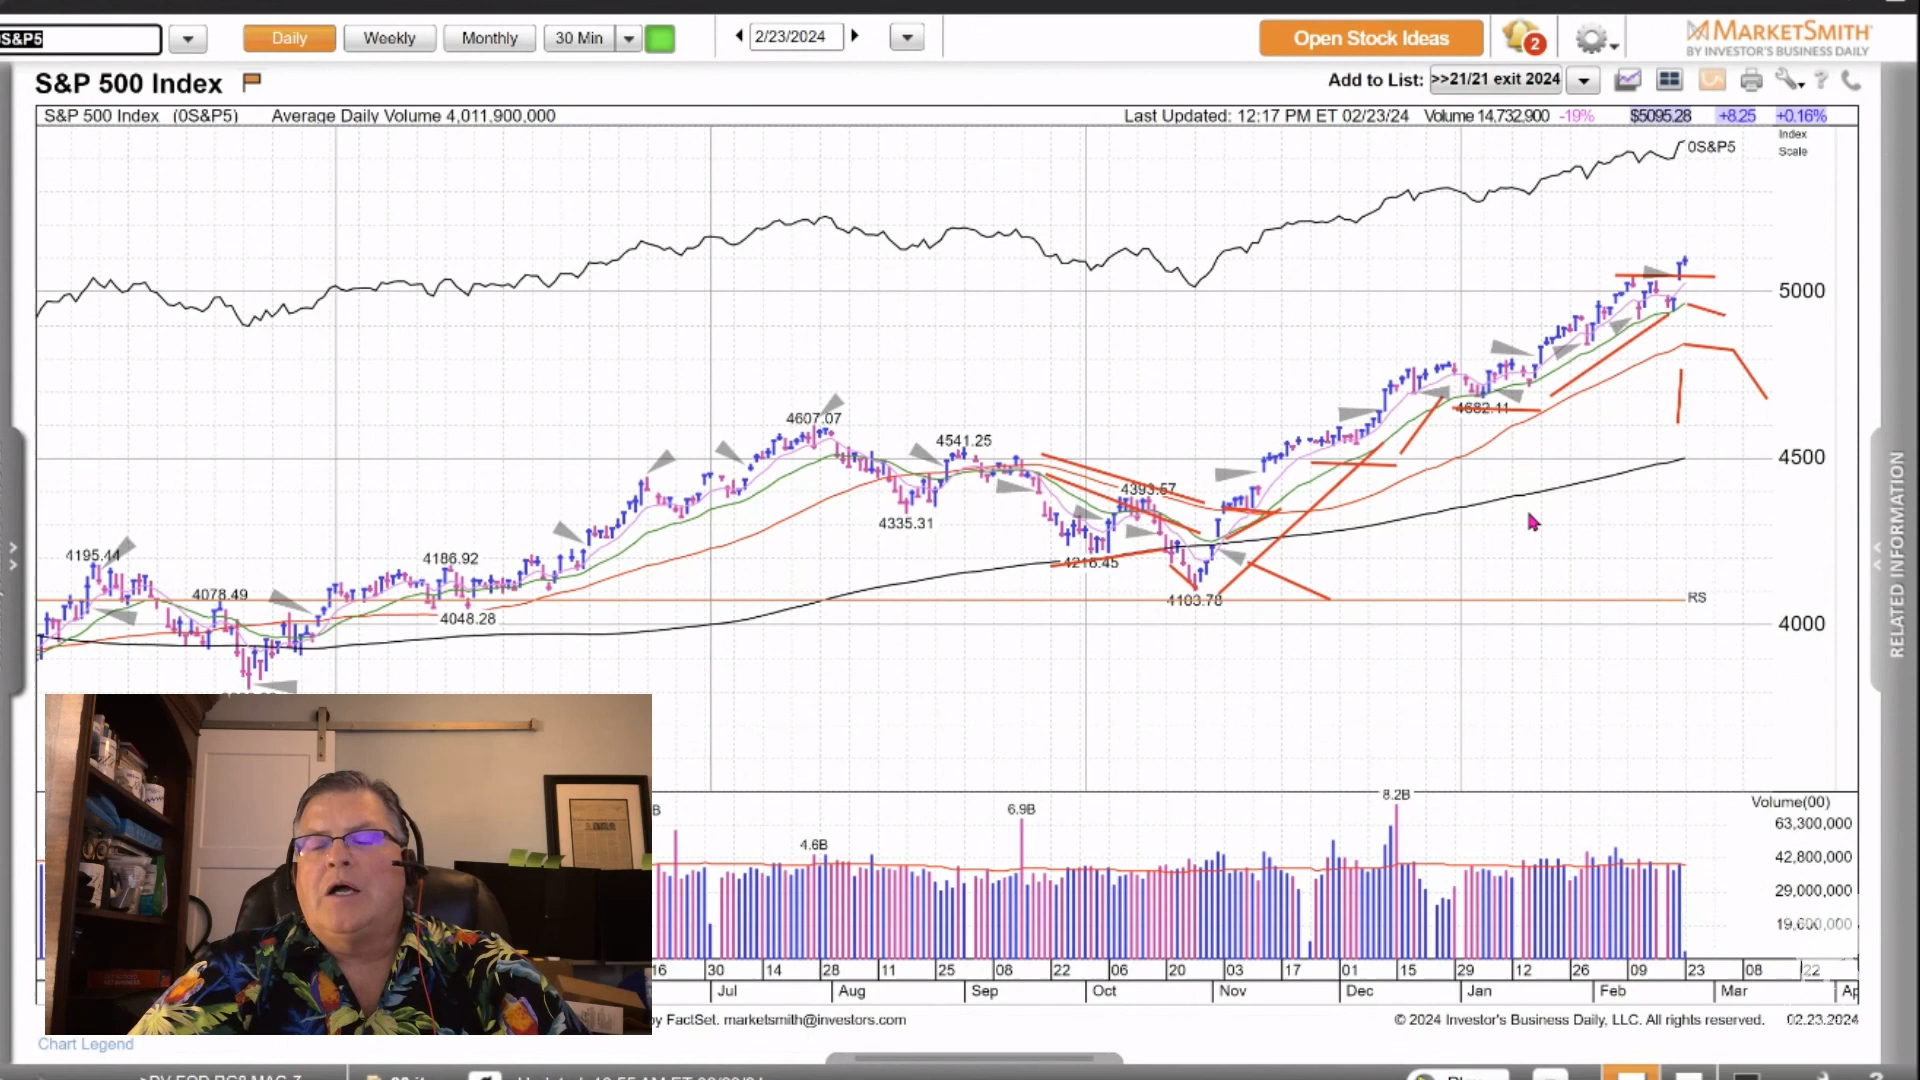 0S&P5 Daily Weekly Monthly 30 Min 2/23/2024 Open Stock Ideas 2 MARKETSMITH
BY INVESTOR'S BUSINESS DAILY
S&P 500 Index Add to List: >>21/21 exit 2024 ?
S&P 500 Index (0S&P5) Average Daily Volume 4,011,900,000 Last Updated: 12:17 PM ET 02/23/24 Volume 14,732,900 -19% $5095.28 +8.25 +0.16%
Index
Scale
0S&P5
5000
4682.11
4607.07
4541.25
4500
4393.57
4335.31
4195.44
4186.92
4216.45
4078.49
4103.78
RS
4048.28
4000
RELATED INFORMATION
8.2B
Volume(00)
B
6.9B
63,300,000
4.6B
42,800,000
29,000,000
19,600,000
16 30 14 28 11 25 08 22 06 20 03 17 01 15 29 12 26 09 23 08 22
Jul Aug Sep Oct Nov Dec Jan Feb Mar Ap
by FactSet. marketsmith@investors.com © 2024 Investor's Business Daily, LLC. All rights reserved. 02.23.2024
Chart Legend